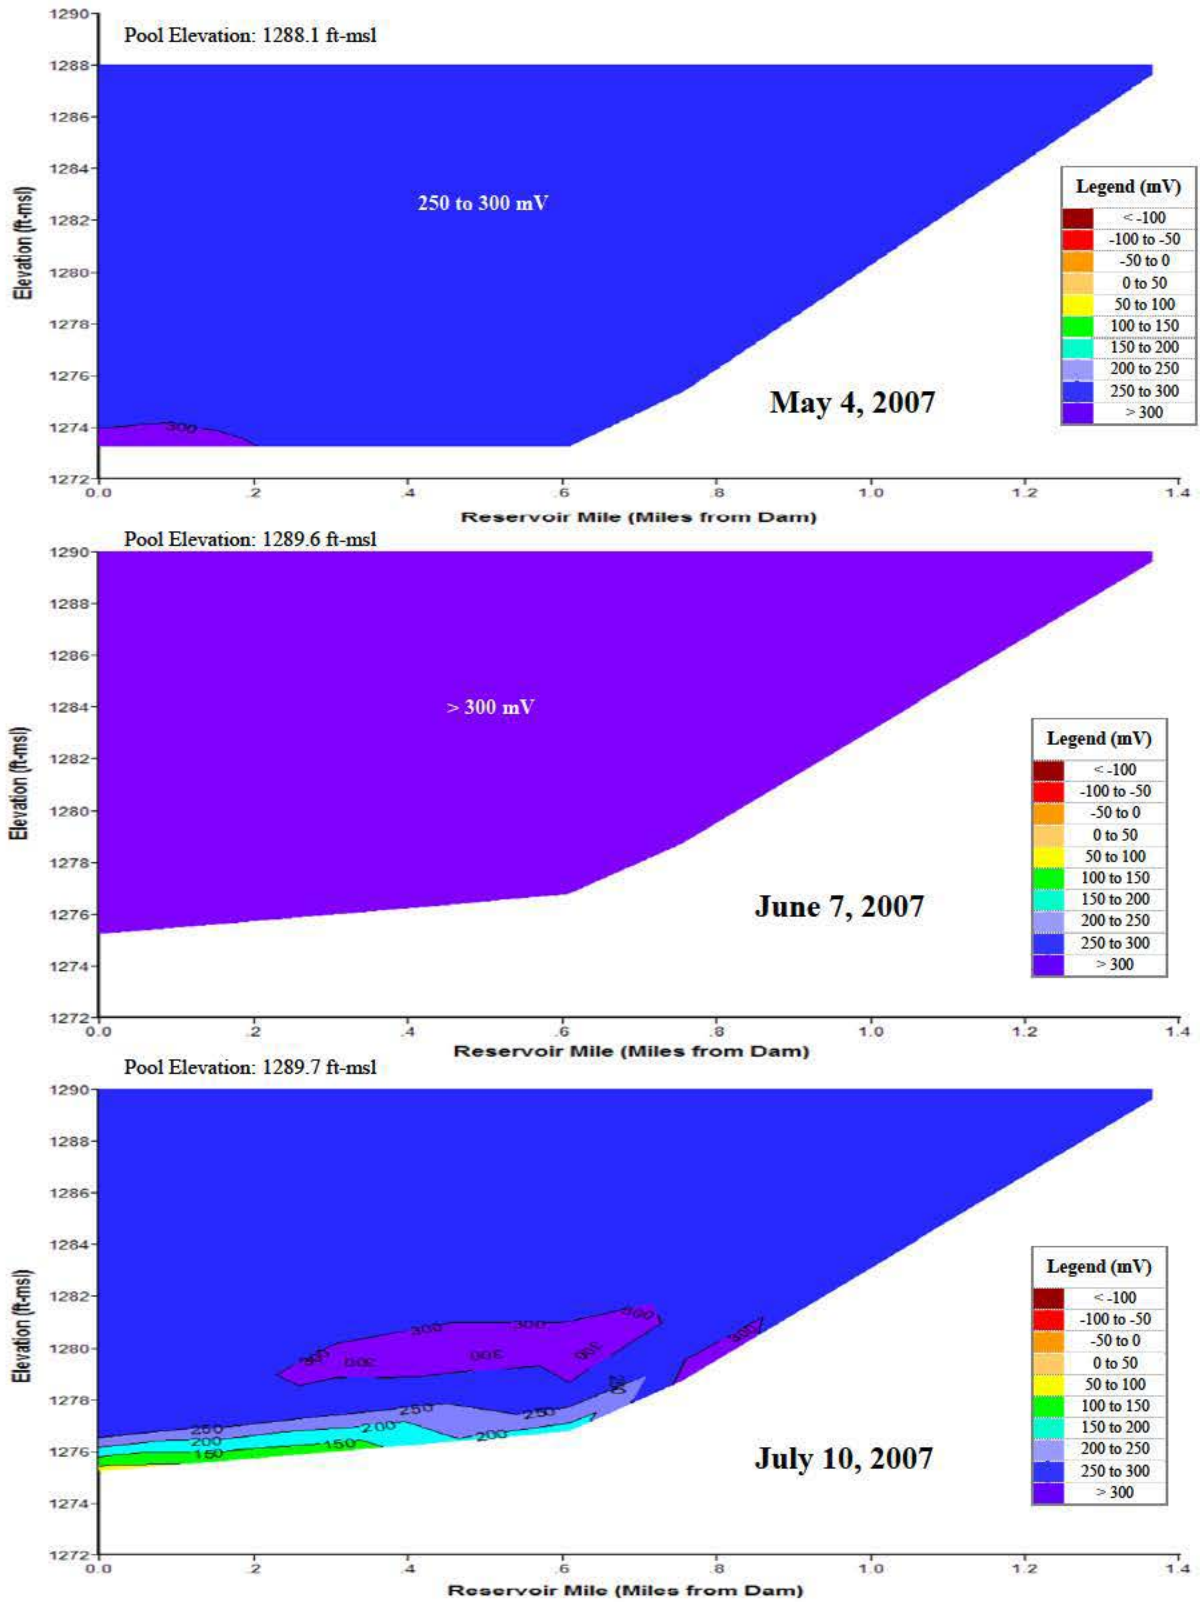 Pool Elevation: 1288.1 ft-msl
1290
1288
1286
1284
1282
1280
1278
1276
1274
1272
Elevation (ft-msl)
250 to 300 mV
300
May 4, 2007
Legend (mV)
< -100
-100 to -50
-50 to 0
0 to 50
50 to 100
100 to 150
150 to 200
200 to 250
250 to 300
> 300
0.0 .2 .4 .6 .8 1.0 1.2 1.4
Reservoir Mile (Miles from Dam)
Pool Elevation: 1289.6 ft-msl
1290
1288
1286
1284
1282
1280
1278
1276
1274
1272
Elevation (ft-msl)
> 300 mV
June 7, 2007
Legend (mV)
< -100
-100 to -50
-50 to 0
0 to 50
50 to 100
100 to 150
150 to 200
200 to 250
250 to 300
> 300
0.0 .2 .4 .6 .8 1.0 1.2 1.4
Reservoir Mile (Miles from Dam)
Pool Elevation: 1289.7 ft-msl
1290
1288
1286
1284
1282
1280
1278
1276
1274
1272
Elevation (ft-msl)
300 300 300 300
300 300 300 300
250 250 250 250
200 200 200
150 150
July 10, 2007
Legend (mV)
< -100
-100 to -50
-50 to 0
0 to 50
50 to 100
100 to 150
150 to 200
200 to 250
250 to 300
> 300
0.0 .2 .4 .6 .8 1.0 1.2 1.4
Reservoir Mile (Miles from Dam)